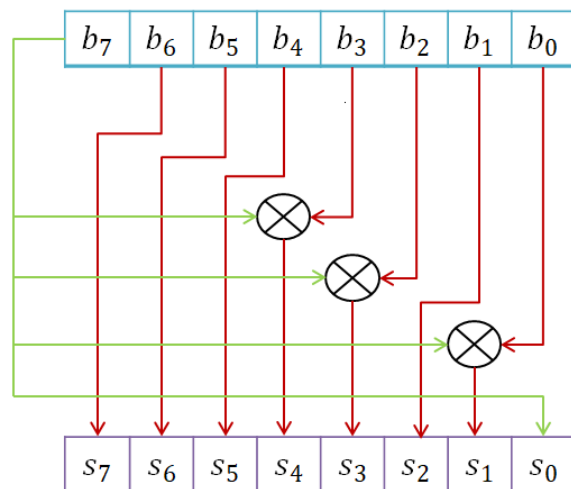 b₇ b₆ b₅ b₄ b₃ b₂ b₁ b₀
s₇ s₆ s₅ s₄ s₃ s₂ s₁ s₀